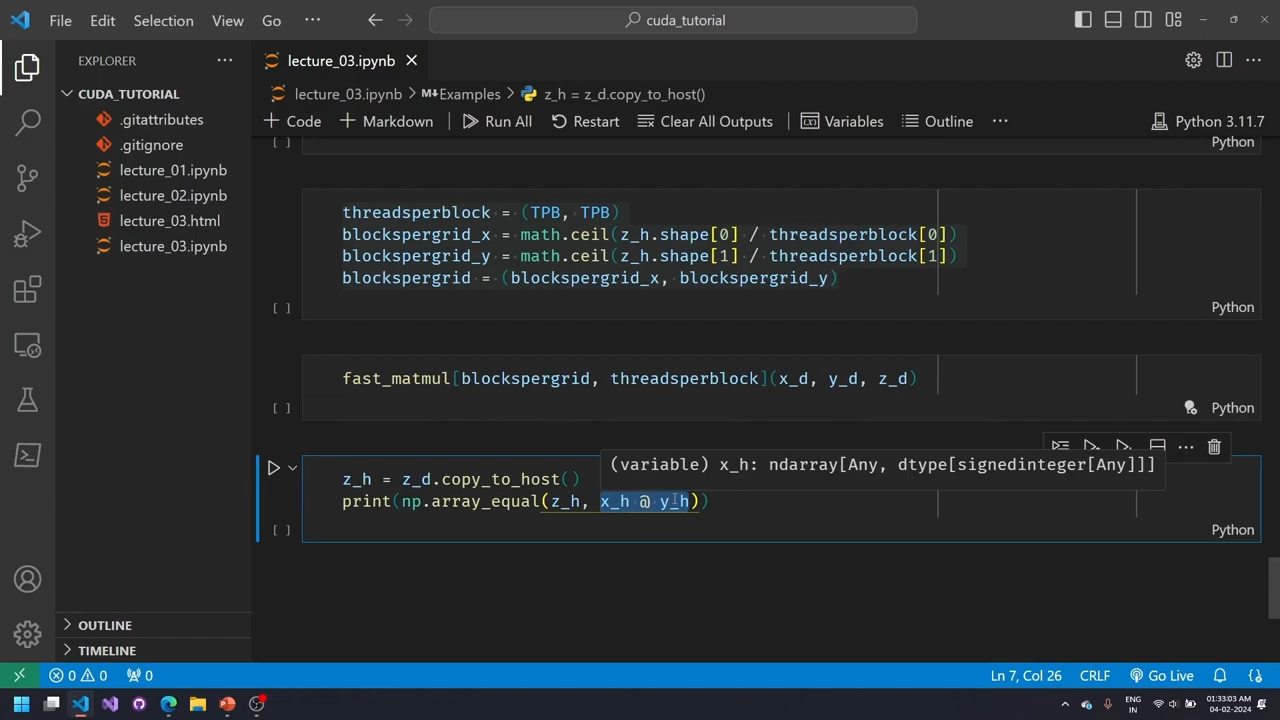 File Edit Selection View Go ··· cuda_tutorial
EXPLORER ···
lecture_03.ipynb
CUDA_TUTORIAL
.gitattributes
.gitignore
lecture_01.ipynb
lecture_02.ipynb
lecture_03.html
lecture_03.ipynb
OUTLINE
TIMELINE
lecture_03.ipynb > M↓Examples > z_h = z_d.copy_to_host()
+ Code + Markdown Run All Restart Clear All Outputs Variables Outline ··· Python 3.11.7
[ ] Python
threadsperblock = (TPB, TPB)
blockspergrid_x = math.ceil(z_h.shape[0] / threadsperblock[0])
blockspergrid_y = math.ceil(z_h.shape[1] / threadsperblock[1])
blockspergrid = (blockspergrid_x, blockspergrid_y)
[ ] Python
fast_matmul[blockspergrid, threadsperblock](x_d, y_d, z_d)
[ ] Python
(variable) x_h: ndarray[Any, dtype[signedinteger[Any]]]
z_h = z_d.copy_to_host()
print(np.array_equal(z_h, x_h @ y_h))
[ ] Python
0 0 0 Ln 7, Col 26 CRLF Go Live
ENG
IN
01:33:03 AM
04-02-2024